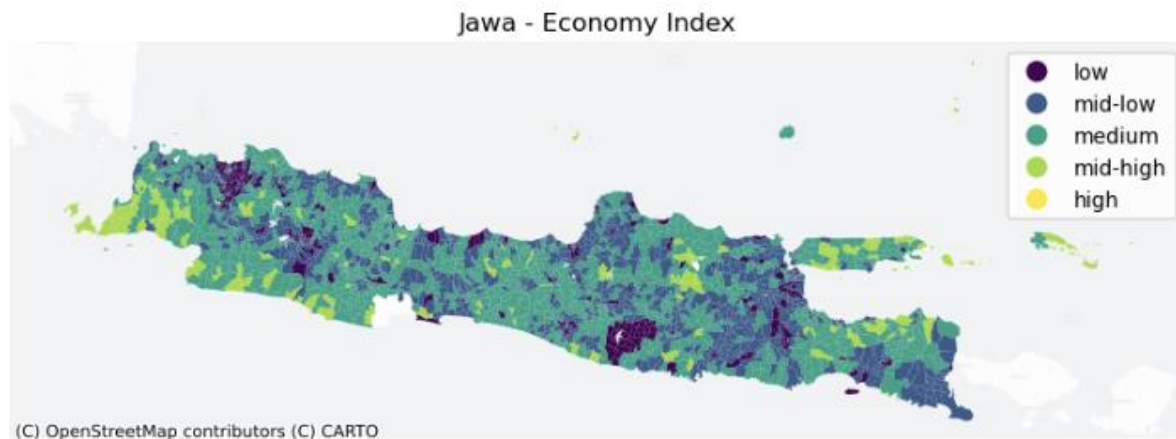 Jawa - Economy Index
low
mid-low
medium
mid-high
high
(C) OpenStreetMap contributors (C) CARTO